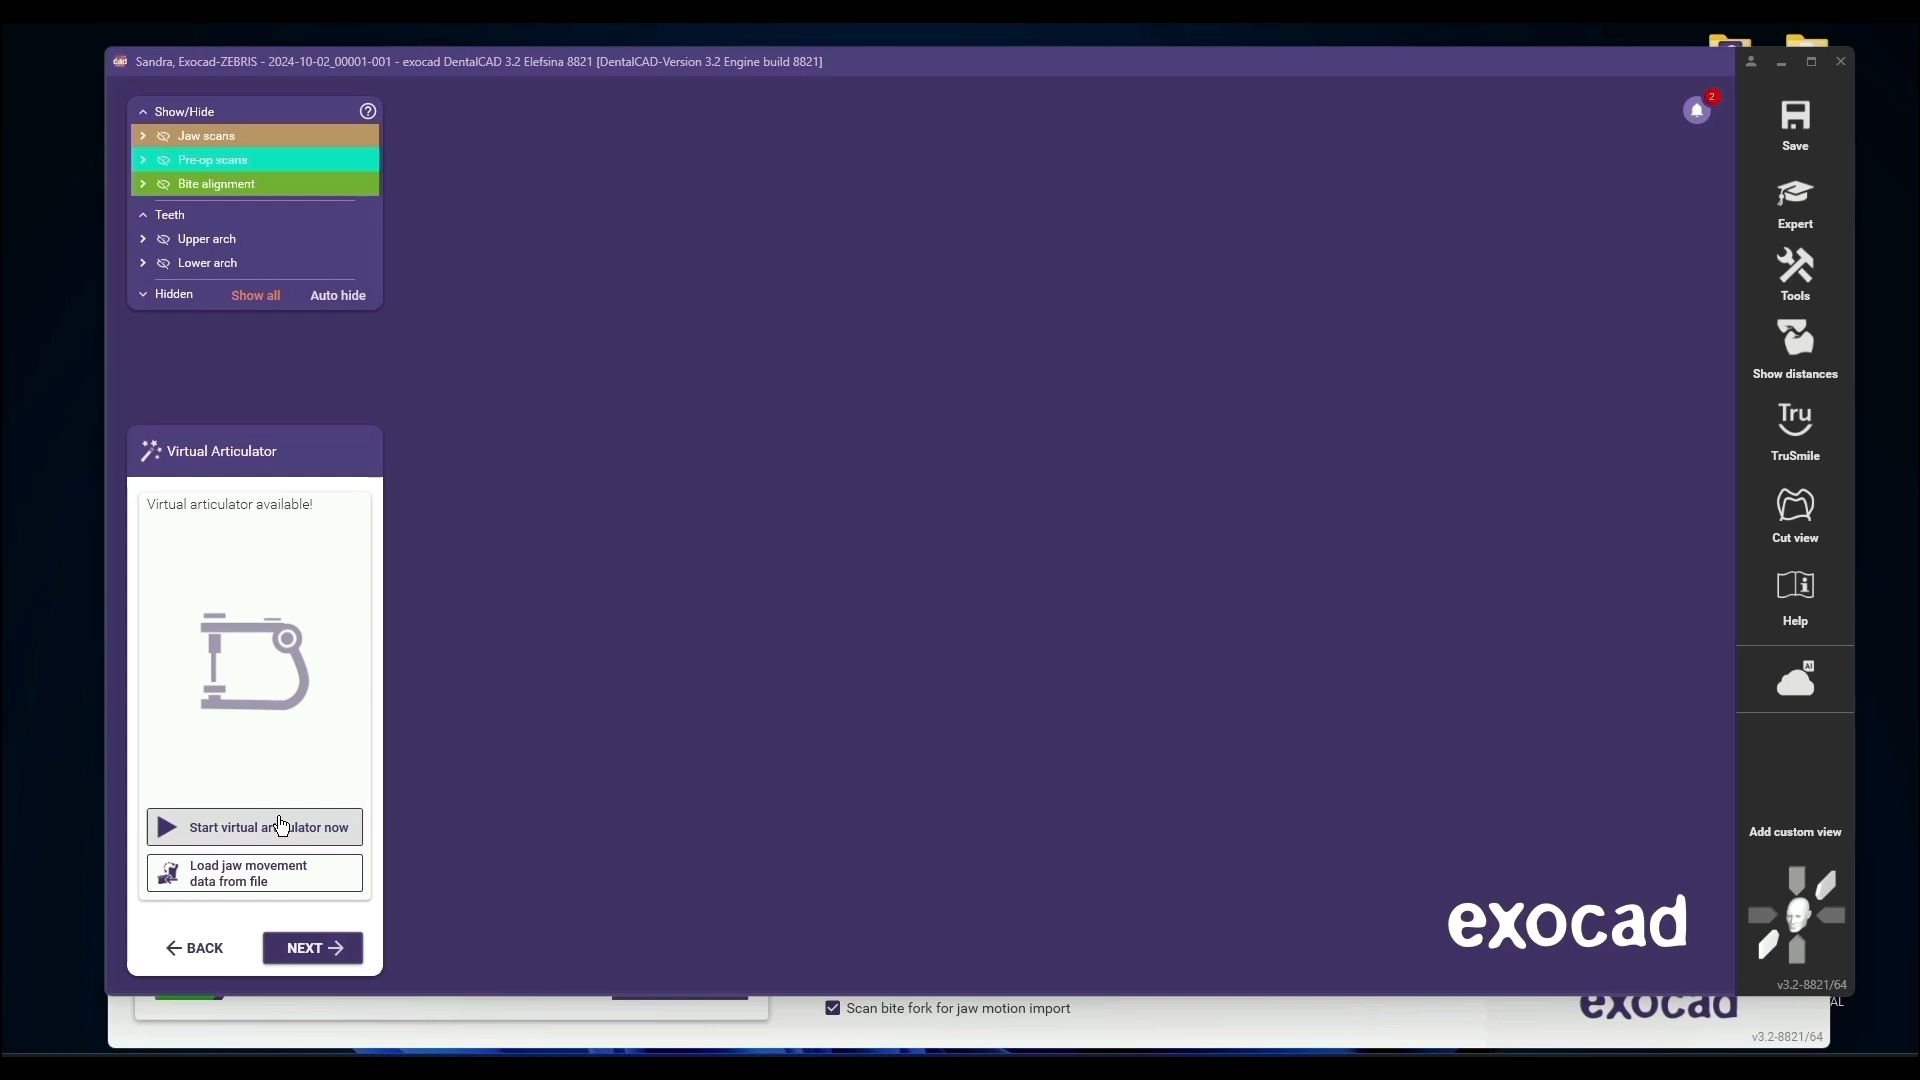 Sandra, Exocad-ZEBRIS - 2024-10-02_00001-001 - exocad DentalCAD 3.2 Elefsina 8821 [DentalCAD-Version 3.2 Engine build 8821]
Show/Hide
Jaw scans
Pre-op scans
Bite alignment
Teeth
Upper arch
Lower arch
Hidden Show all Auto hide
Virtual Articulator
Virtual articulator available!
Start virtual articulator now
Load jaw movement
data from file
BACK NEXT
2
Save
Expert
Tools
Show distances
Tru
TruSmile
Cut view
Help
AI
Add custom view
v3.2-8821/64
exocad
Scan bite fork for jaw motion import
exocad
AL
v3.2-8821/64